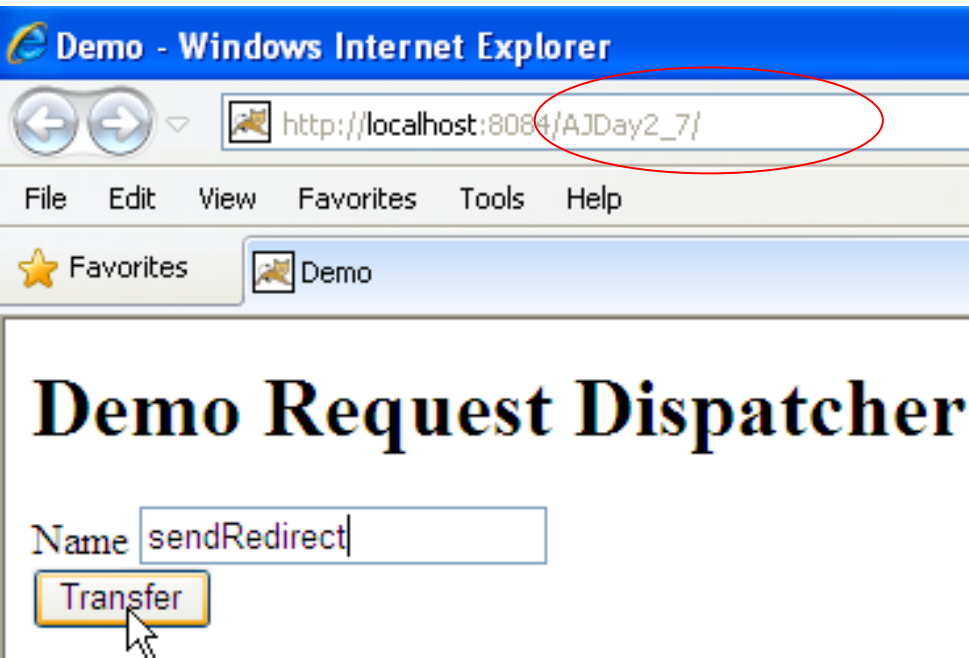 Demo - Windows Internet Explorer
http://localhost:8084/AJDay2_7/
File Edit View Favorites Tools Help
Favorites Demo
Demo Request Dispatcher
Name sendRedirect
Transfer